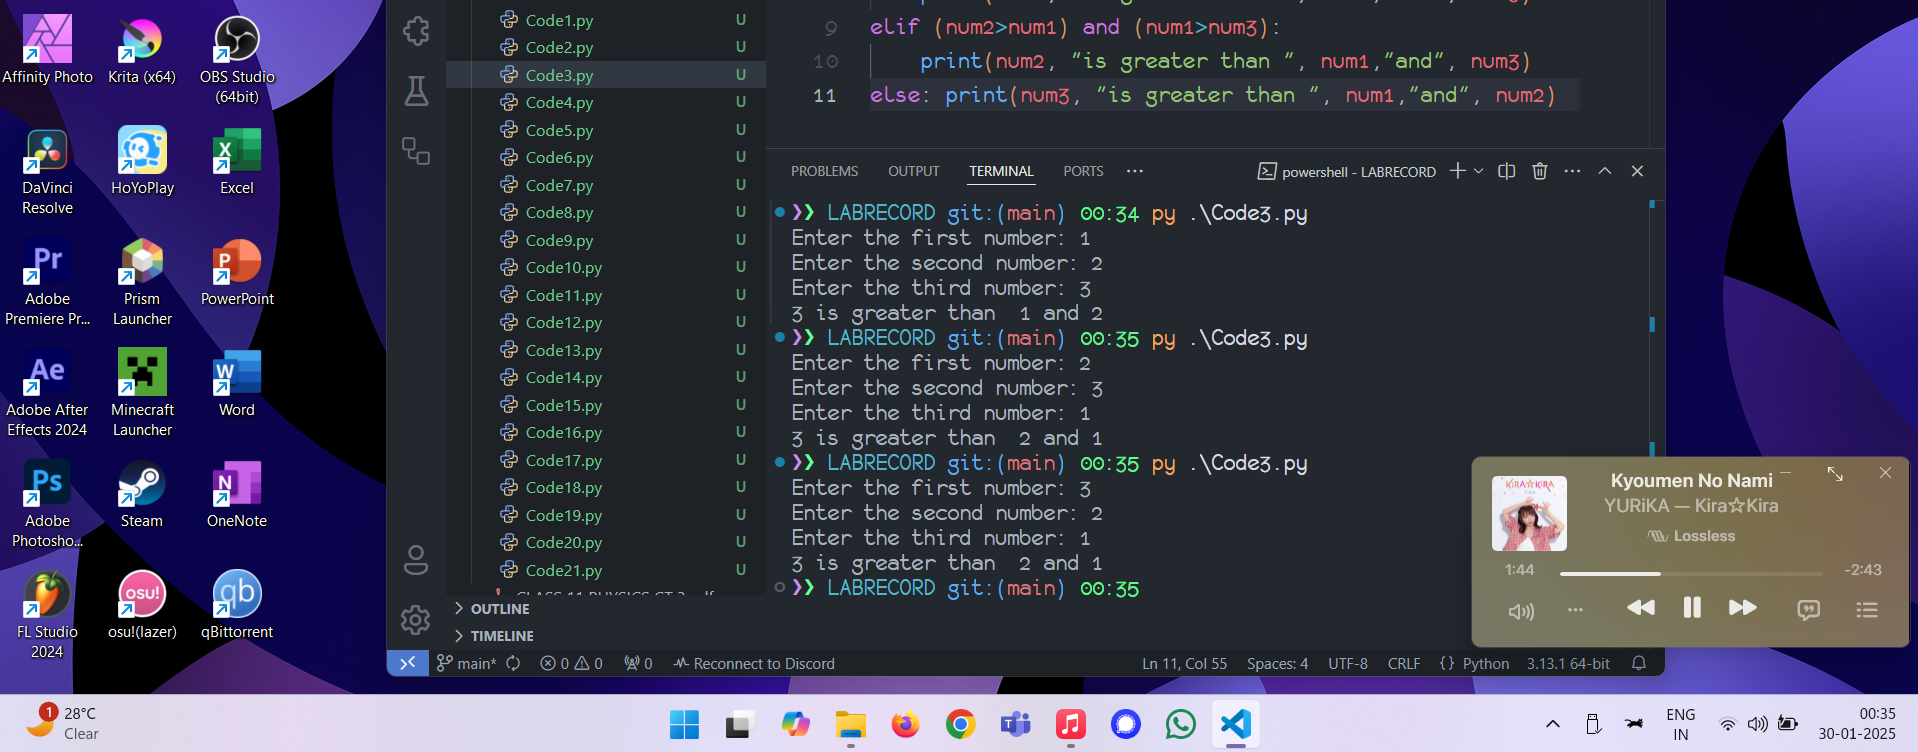 Affinity Photo
Krita (x64)
OBS Studio
(64bit)
DaVinci
Resolve
HoYoPlay
Excel
Adobe
Premiere Pr...
Prism
Launcher
PowerPoint
Adobe After
Effects 2024
Minecraft
Launcher
Word
Adobe
Photosho...
Steam
OneNote
FL Studio
2024
osu!(lazer)
qBittorrent
Pr
Ae
Ps
osu!
qb
Code1.py U
Code2.py U
Code3.py U
Code4.py U
Code5.py U
Code6.py U
Code7.py U
Code8.py U
Code9.py U
Code10.py U
Code11.py U
Code12.py U
Code13.py U
Code14.py U
Code15.py U
Code16.py U
Code17.py U
Code18.py U
Code19.py U
Code20.py U
Code21.py U
OUTLINE
TIMELINE
9 elif (num2>num1) and (num1>num3):
10 print(num2, "is greater than ", num1,"and", num3)
11 else: print(num3, "is greater than ", num1,"and", num2)
PROBLEMS OUTPUT TERMINAL PORTS ··· powershell - LABRECORD
❯❯ LABRECORD git:(main) 00:34 py .\Code3.py
Enter the first number: 1
Enter the second number: 2
Enter the third number: 3
3 is greater than  1 and 2
❯❯ LABRECORD git:(main) 00:35 py .\Code3.py
Enter the first number: 2
Enter the second number: 3
Enter the third number: 1
3 is greater than  2 and 1
❯❯ LABRECORD git:(main) 00:35 py .\Code3.py
Enter the first number: 3
Enter the second number: 2
Enter the third number: 1
3 is greater than  2 and 1
❯❯ LABRECORD git:(main) 00:35
KiRA☆KiRA
Kyoumen No Nami
YURiKA — Kira☆Kira
Lossless
1:44 -2:43
main* 0 0 0 Reconnect to Discord Ln 11, Col 55 Spaces: 4 UTF-8 CRLF {} Python 3.13.1 64-bit
1 28°C
Clear
ENG
IN
00:35
30-01-2025